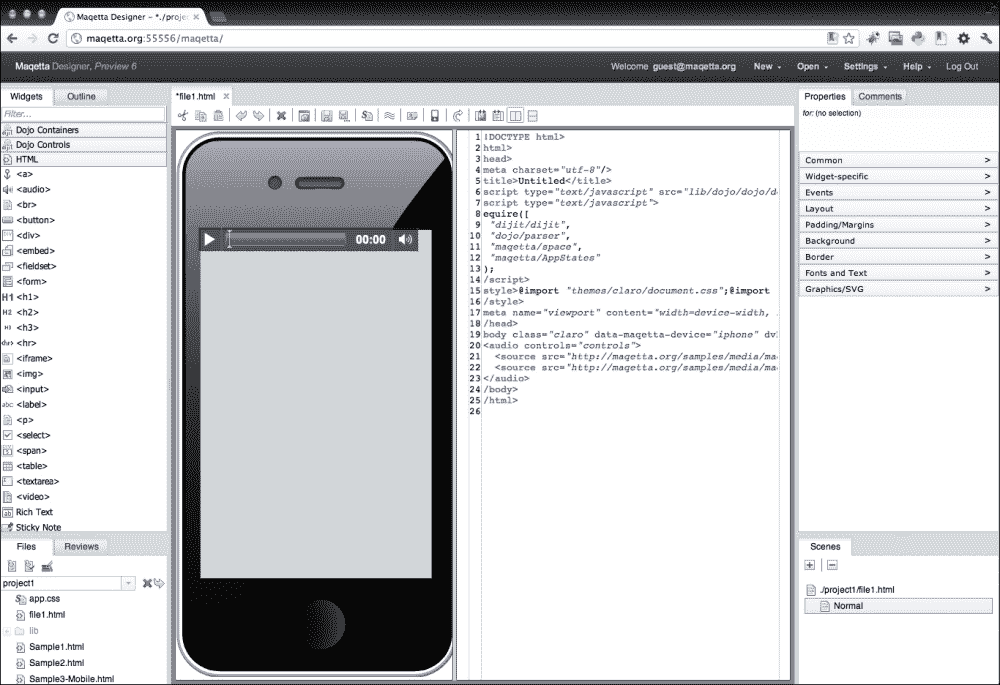 Maqetta Designer – *./proje
maqetta.org:55556/maqetta/
Maqetta Designer, Preview 6
Welcome guest@maqetta.org New Open Settings Help Log Out
Widgets Outline
Filter...
Dojo Containers
Dojo Controls
HTML
<a>
<audio>
<br>
<button>
<div>
<embed>
<fieldset>
<form>
H1 <h1>
H2 <h2>
H3 <h3>
<hr>
<iframe>
<img>
<input>
abc <label>
<p>
<select>
<span>
<table>
<textarea>
<video>
Rich Text
Sticky Note
Files Reviews
project1
app.css
file1.html
lib
Sample1.html
Sample2.html
Sample3-Mobile.html
*file1.html
00:00
1 !DOCTYPE html>
2 html>
3 head>
4 meta charset="utf-8"/>
5 title>Untitled</title>
6 script type="text/javascript" src="lib/dojo/dojo/d
7 script type="text/javascript">
8 equire([
9 "dijit/dijit",
10 "dojo/parser",
11 "maqetta/space",
12 "maqetta/AppStates"
13 );
14 /script>
15 style>@import "themes/claro/document.css";@import
16 /style>
17 meta name="viewport" content="width=device-width,
18 /head>
19 body class="claro" data-maqetta-device="iphone" dv
20 <audio controls="controls">
21 <source src="http://maqetta.org/samples/media/ma
22 <source src="http://maqetta.org/samples/media/ma
23 </audio>
24 /body>
25 /html>
26
Properties Comments
for: (no selection)
Common >
Widget-specific >
Events >
Layout >
Padding/Margins >
Background >
Border >
Fonts and Text >
Graphics/SVG >
Scenes
./project1/file1.html
Normal